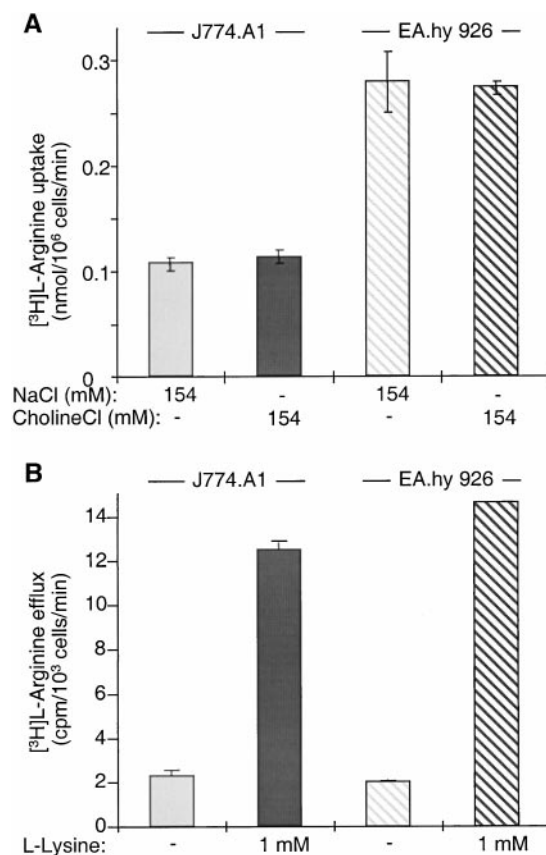 A
J774.A1 EA.hy 926
0.3
0.2
0.1
0
[³H]L-Arginine uptake
(nmol/10⁶ cells/min)
NaCl (mM): 154 - 154 -
CholineCl (mM): - 154 - 154
B
J774.A1 EA.hy 926
14
12
10
8
6
4
2
0
[³H]L-Arginine efflux
(cpm/10³ cells/min)
L-Lysine: - 1 mM - 1 mM